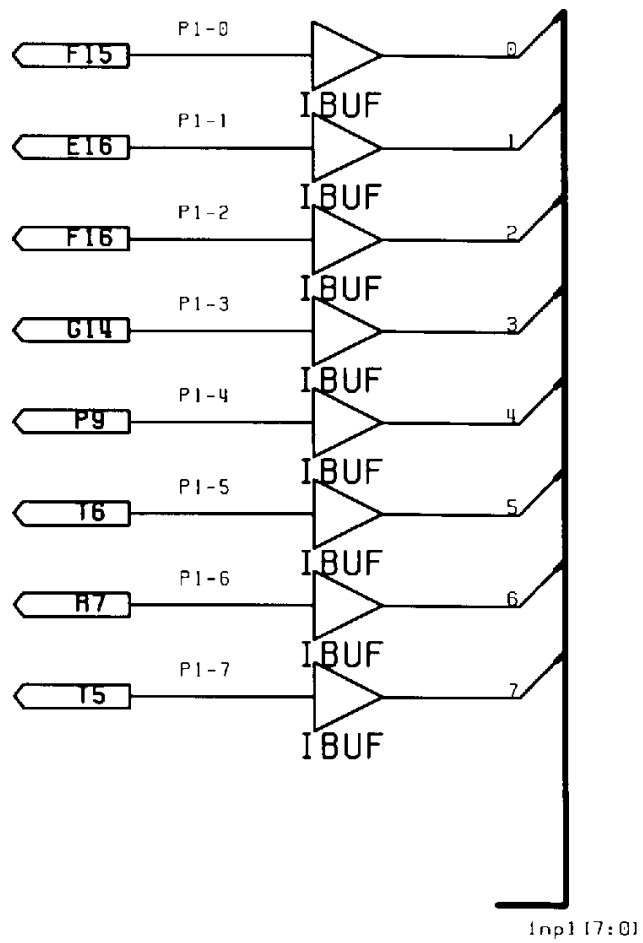 P1-0
F15
0
IBUF
P1-1
E16
1
IBUF
P1-2
F16
2
IBUF
P1-3
G14
3
IBUF
P1-4
P9
4
IBUF
P1-5
T6
5
IBUF
P1-6
R7
6
IBUF
P1-7
T5
7
IBUF
inp1[7:0]